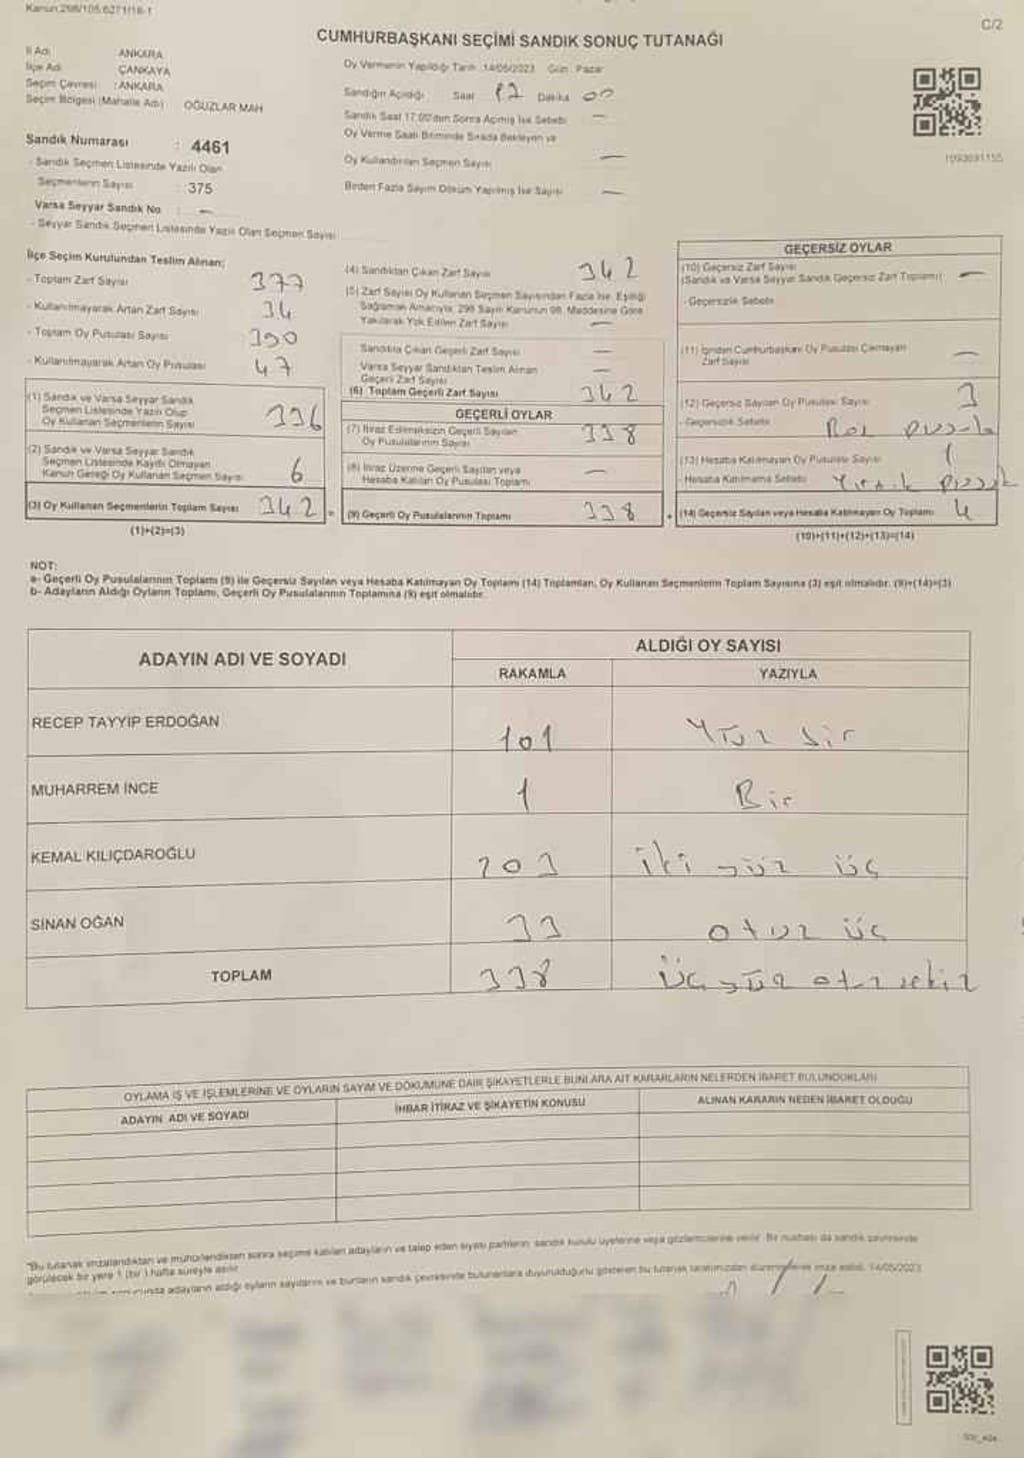 Kanun:298/105.6271/18-1
C/2
CUMHURBAŞKANI SEÇİMİ SANDIK SONUÇ TUTANAĞI
İl Adı : ANKARA
İlçe Adı : ÇANKAYA
Seçim Çevresi : ANKARA
Seçim Bölgesi (Mahalle Adı) OĞUZLAR MAH
Sandık Numarası : 4461
- Sandık Seçmen Listesinde Yazılı Olan
Seçmenlerin Sayısı : 375
Varsa Seyyar Sandık No : —
- Seyyar Sandık Seçmen Listesinde Yazılı Olan Seçmen Sayısı
Oy Vermenin Yapıldığı Tarih :14/05/2023 Gün : Pazar
Sandığın Açıldığı Saat 17 Dakika 00
Sandık Saat 17.00'den Sonra Açılmış İse Sebebi —
Oy Verme Saati Bitiminde Sırada Bekleyen ve
Oy Kullandırılan Seçmen Sayısı —
Birden Fazla Sayım Döküm Yapılmış İse Sayısı —
1093691155
İlçe Seçim Kurulundan Teslim Alınan;
- Toplam Zarf Sayısı 377
- Kullanılmayarak Artan Zarf Sayısı 34
- Toplam Oy Pusulası Sayısı 390
- Kullanılmayarak Artan Oy Pusulası 47
(1) Sandık ve Varsa Seyyar Sandık
Seçmen Listesinde Yazılı Olup
Oy Kullanan Seçmenlerin Sayısı 336
(2) Sandık ve Varsa Seyyar Sandık
Seçmen Listesinde Kaydı Olmayan
Kanun Gereği Oy Kullanan Seçmen Sayısı 6
(3) Oy Kullanan Seçmenlerin Toplam Sayısı 342
(1)+(2)=(3)
(4) Sandıktan Çıkan Zarf Sayısı 342
(5) Zarf Sayısı Oy Kullanan Seçmen Sayısından Fazla İse, Eşitliği
Sağlamak Amacıyla, 298 Sayılı Kanunun 98. Maddesine Göre
Yakılarak Yok Edilen Zarf Sayısı —
Sandıkta Çıkan Geçerli Zarf Sayısı —
Varsa Seyyar Sandıktan Teslim Alınan
Geçerli Zarf Sayısı —
(6) Toplam Geçerli Zarf Sayısı 342
GEÇERLİ OYLAR
(7) İtiraz Edilmeksizin Geçerli Sayılan
Oy Pusulalarının Sayısı 338
(8) İtiraz Üzerine Geçerli Sayılan veya
Hesaba Katılan Oy Pusulası Toplamı —
= (9) Geçerli Oy Pusulalarının Toplamı 338
GEÇERSİZ OYLAR
(10) Geçersiz Zarf Sayısı
(Sandık ve Varsa Seyyar Sandık Geçersiz Zarf Toplamı) —
- Geçersizlik Sebebi
(11) İçinden Cumhurbaşkanı Oy Pusulası Çıkmayan
Zarf Sayısı —
(12) Geçersiz Sayılan Oy Pusulası Sayısı 3
- Geçersizlik Sebebi Boş pusula
(13) Hesaba Katılmayan Oy Pusulası Sayısı 1
- Hesaba Katılmama Sebebi Yırtık
+ (14) Geçersiz Sayılan veya Hesaba Katılmayan Oy Toplamı 4
(10)+(11)+(12)+(13)=(14)
NOT:
a- Geçerli Oy Pusulalarının Toplamı (9) ile Geçersiz Sayılan veya Hesaba Katılmayan Oy Toplamı (14) Toplamları, Oy Kullanan Seçmenlerin Toplam Sayısına (3) eşit olmalıdır. (9)+(14)=(3)
b- Adayların Aldığı Oyların Toplamı, Geçerli Oy Pusulalarının Toplamına (9) eşit olmalıdır.
ADAYIN ADI VE SOYADI
ALDIĞI OY SAYISI
RAKAMLA YAZIYLA
RECEP TAYYİP ERDOĞAN 101 Yüz bir
MUHARREM İNCE 1 Bir
KEMAL KILIÇDAROĞLU 203 iki yüz üç
SİNAN OĞAN 33 otuz üç
TOPLAM 338 üç yüz otuz sekiz
OYLAMA İŞ VE İŞLEMLERİNE VE OYLARIN SAYIM VE DÖKÜMÜNE DAİR ŞİKAYETLERLE BUNLARA AİT KARARLARIN NELERDEN İBARET BULUNDUKLARI
ADAYIN ADI VE SOYADI İHBAR İTİRAZ VE ŞİKAYETİN KONUSU ALINAN KARARIN NEDEN İBARET OLDUĞU
"Bu tutanak imzalandıktan ve mühürlendikten sonra seçime katılan adayların ve talep eden siyasi partilerin sandık kurulu üyelerine veya gözlemcilerine verilir. Bir nüshası da sandık çevresinde
görülecek bir yere 1 (bir) hafta süreyle asılır.
adayların aldığı oyların sayılarını ve bunların sandık çevresinde bulunanlara duyurulduğunu gösteren bu tutanak tarafımızdan düzenlenerek imza edildi. 14/05/2023